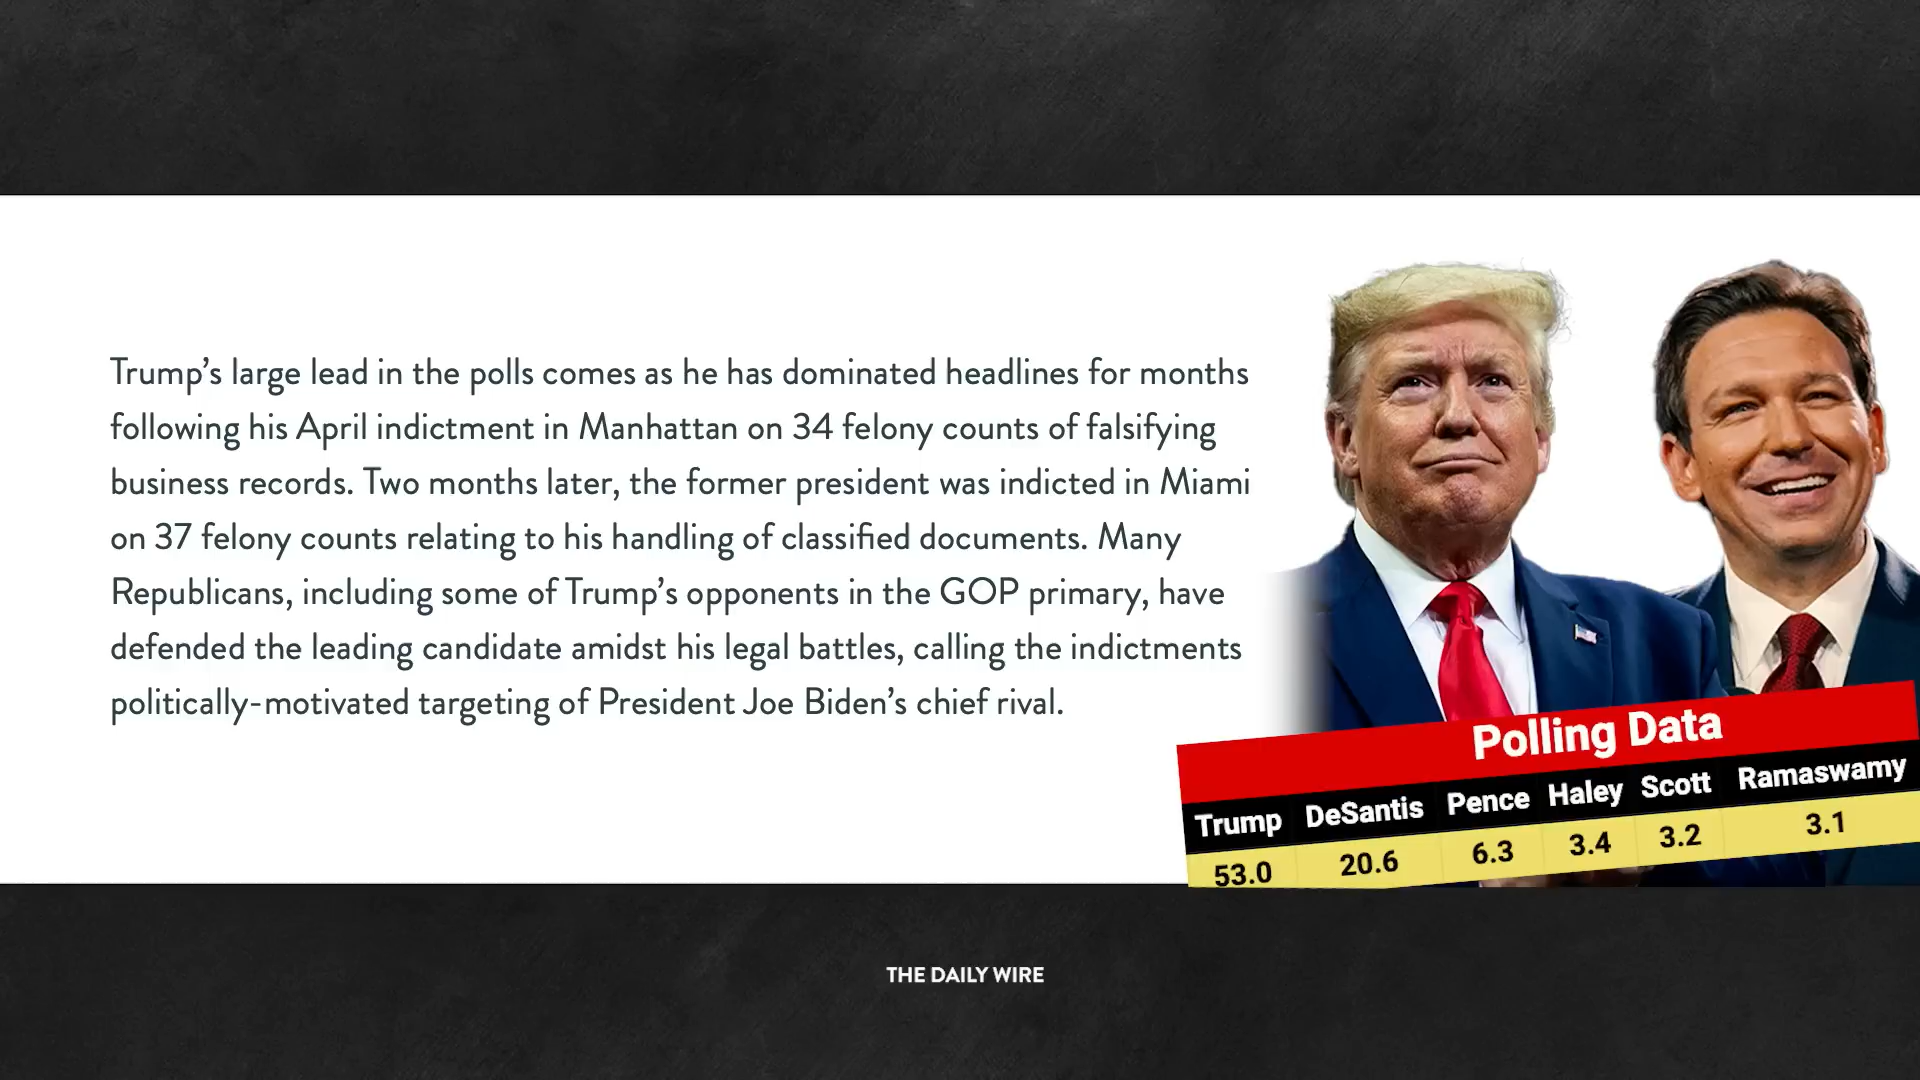 Trump’s large lead in the polls comes as he has dominated headlines for months
following his April indictment in Manhattan on 34 felony counts of falsifying
business records. Two months later, the former president was indicted in Miami
on 37 felony counts relating to his handling of classified documents. Many
Republicans, including some of Trump’s opponents in the GOP primary, have
defended the leading candidate amidst his legal battles, calling the indictments
politically-motivated targeting of President Joe Biden’s chief rival.
Polling Data
Trump DeSantis Pence Haley Scott Ramaswamy
53.0 20.6 6.3 3.4 3.2 3.1
THE DAILY WIRE